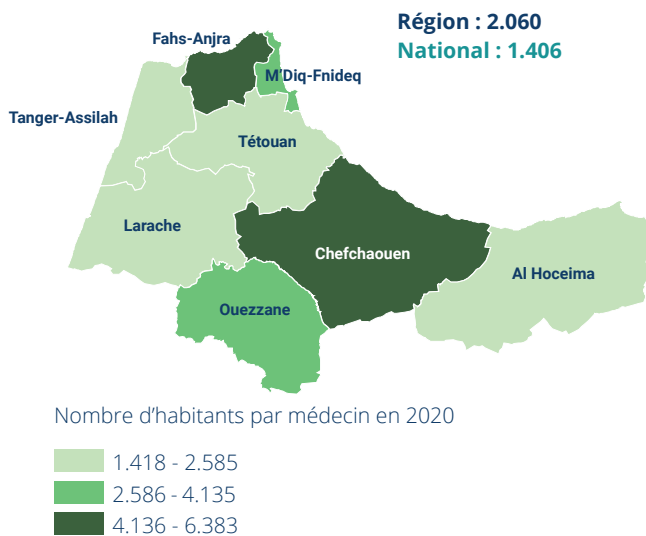 Région : 2.060
National : 1.406
Fahs-Anjra
M'Diq-Fnideq
Tanger-Assilah
Tétouan
Larache
Chefchaouen
Al Hoceima
Ouezzane
Nombre d'habitants par médecin en 2020
1.418 - 2.585
2.586 - 4.135
4.136 - 6.383